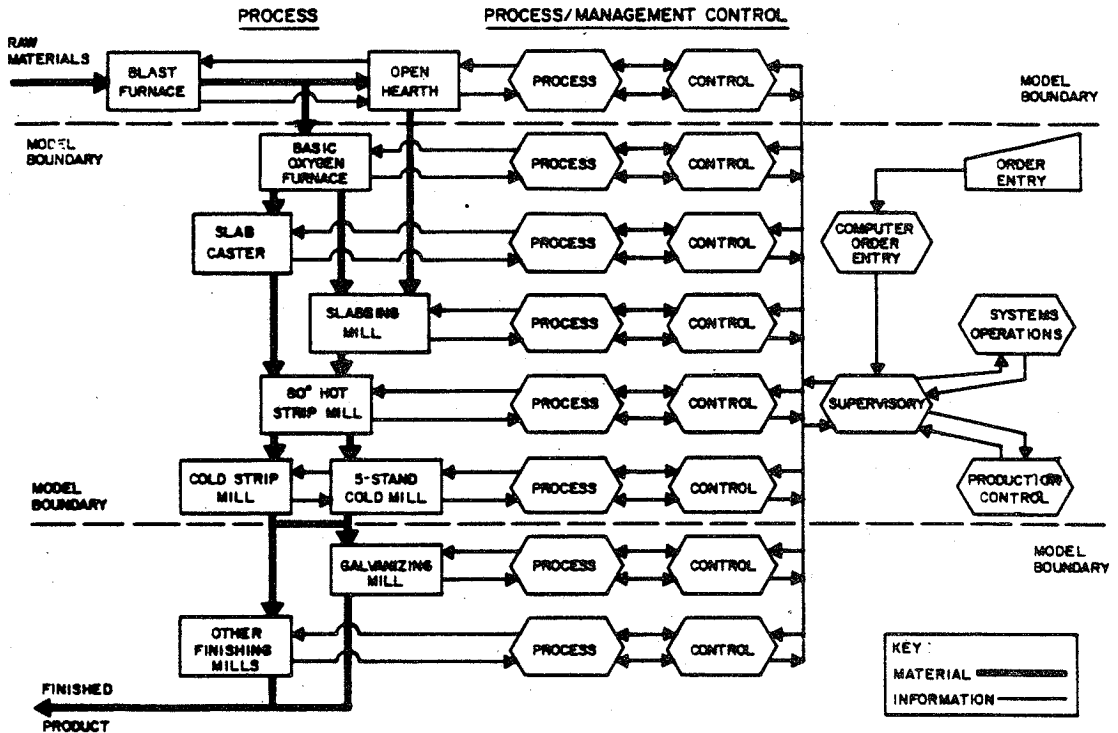 PROCESS
PROCESS/MANAGEMENT CONTROL
RAW
MATERIALS
BLAST
FURNACE
OPEN
HEARTH
PROCESS
CONTROL
MODEL
BOUNDARY
MODEL
BOUNDARY
BASIC
OXYGEN
FURNACE
PROCESS
CONTROL
ORDER
ENTRY
SLAB
CASTER
PROCESS
CONTROL
COMPUTER
ORDER
ENTRY
SLABBING
MILL
PROCESS
CONTROL
SYSTEMS
OPERATIONS
80" HOT
STRIP MILL
PROCESS
CONTROL
SUPERVISORY
COLD STRIP
MILL
5-STAND
COLD MILL
PROCESS
CONTROL
PRODUCTION
CONTROL
MODEL
BOUNDARY
MODEL
BOUNDARY
GALVANIZING
MILL
PROCESS
CONTROL
OTHER
FINISHING
MILLS
PROCESS
CONTROL
KEY:
MATERIAL
INFORMATION
FINISHED
PRODUCT